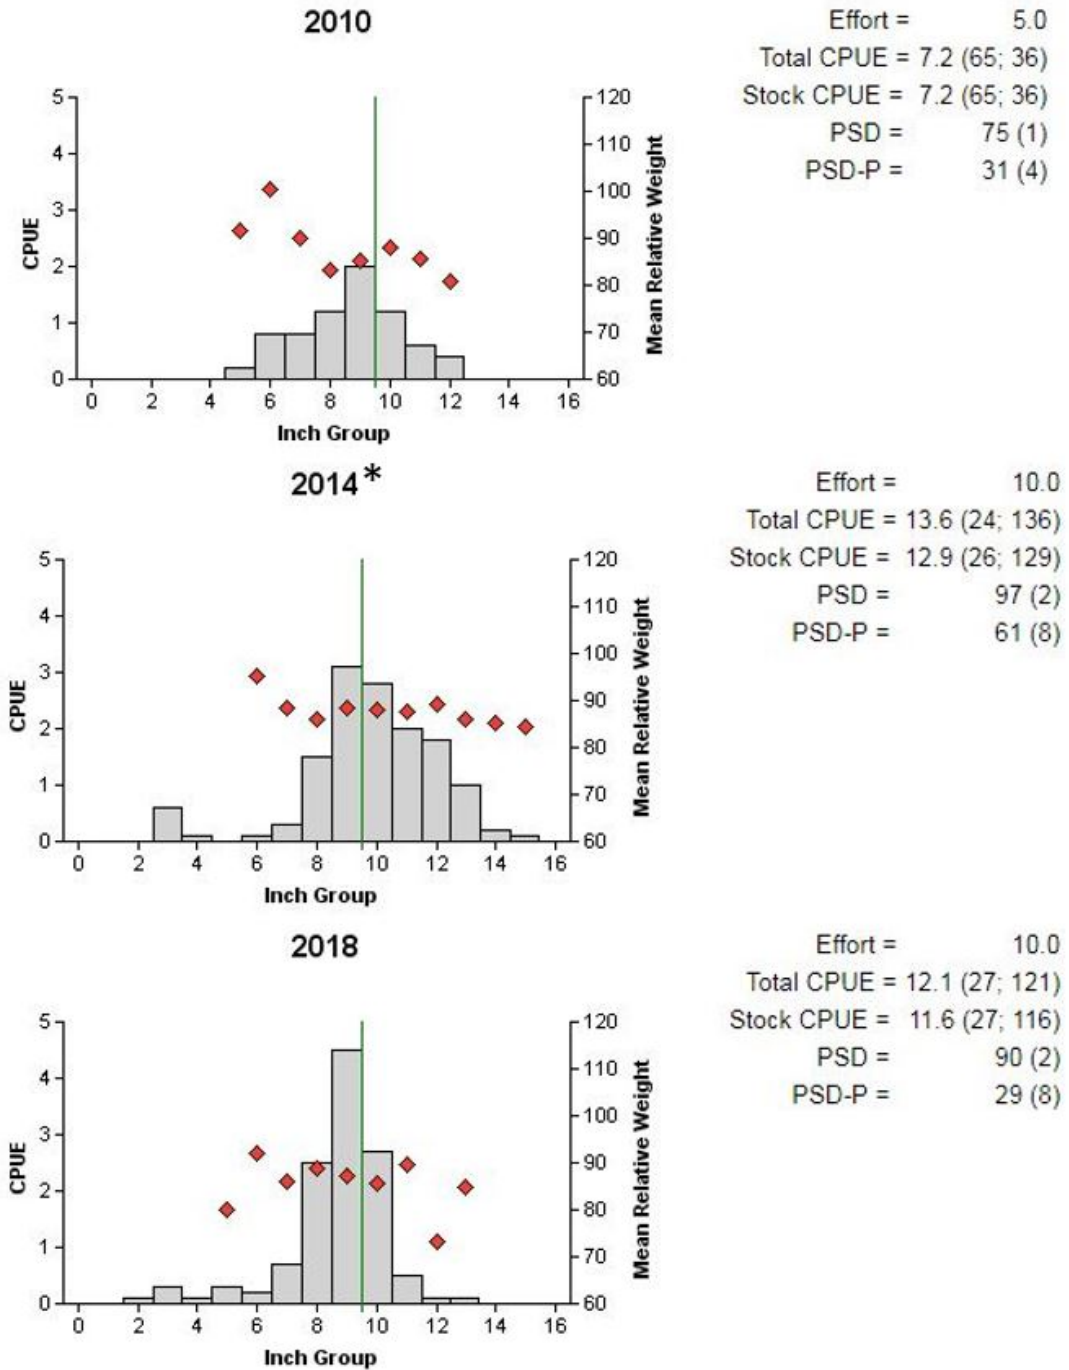 2010
Effort = 5.0
Total CPUE = 7.2 (65; 36)
Stock CPUE = 7.2 (65; 36)
PSD = 75 (1)
PSD-P = 31 (4)
5 120
110
4
100
3
90
2
80
1
70
0 60
CPUE
Mean Relative Weight
0 2 4 6 8 10 12 14 16
Inch Group
2014*
Effort = 10.0
Total CPUE = 13.6 (24; 136)
Stock CPUE = 12.9 (26; 129)
PSD = 97 (2)
PSD-P = 61 (8)
5 120
110
4
100
3
90
2
80
1
70
0 60
CPUE
Mean Relative Weight
0 2 4 6 8 10 12 14 16
Inch Group
2018
Effort = 10.0
Total CPUE = 12.1 (27; 121)
Stock CPUE = 11.6 (27; 116)
PSD = 90 (2)
PSD-P = 29 (8)
5 120
110
4
100
3
90
2
80
1
70
0 60
CPUE
Mean Relative Weight
0 2 4 6 8 10 12 14 16
Inch Group